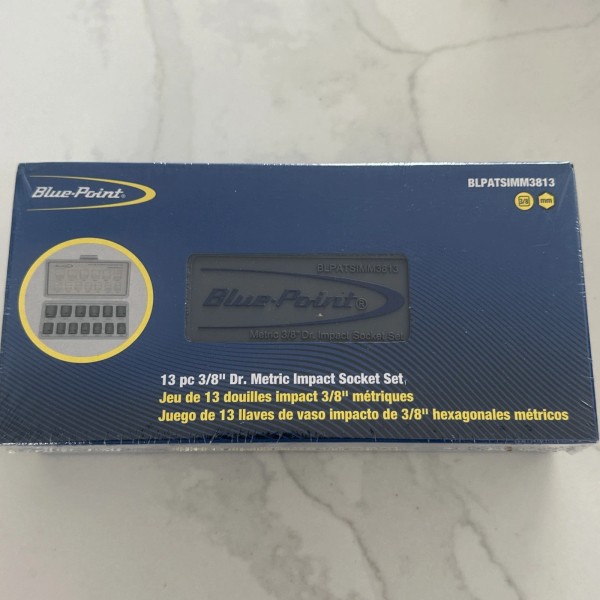 Blue-Point®
BLPATSIMM3813
3/8
mm
BLPATSIMM3813
Blue-Point®
Metric 3/8" Dr. Impact Socket Set
13 pc 3/8" Dr. Metric Impact Socket Set
Jeu de 13 douilles impact 3/8" métriques
Juego de 13 llaves de vaso impacto de 3/8" hexagonales métricos